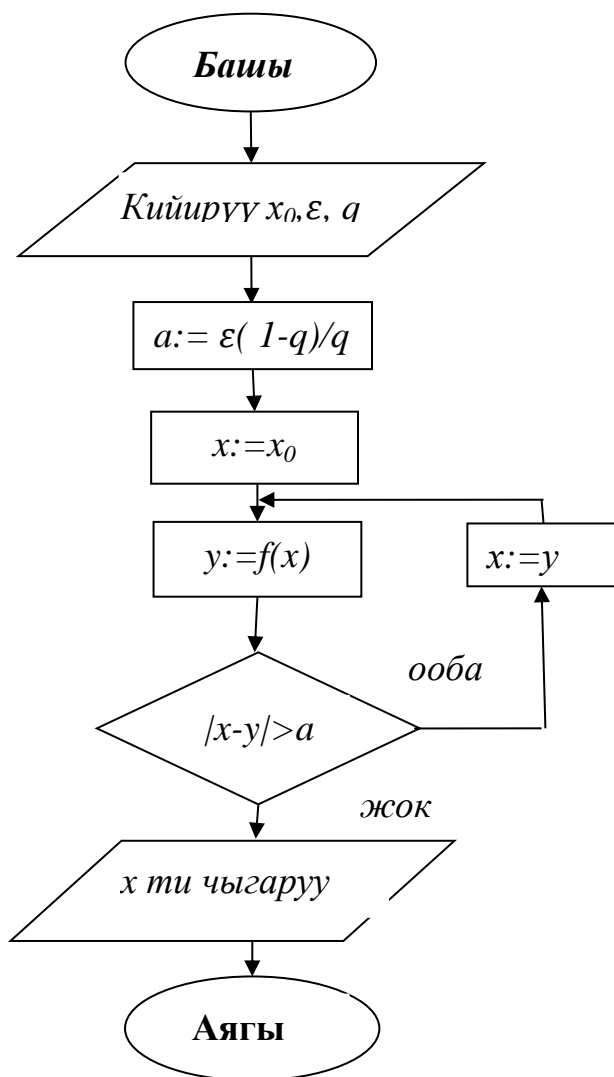 Башы
Кийирүү x₀,ε, q
a:= ε( 1-q)/q
x:=x₀
y:=f(x)
x:=y
ооба
|x-y|>a
жок
x ти чыгаруу
Аягы